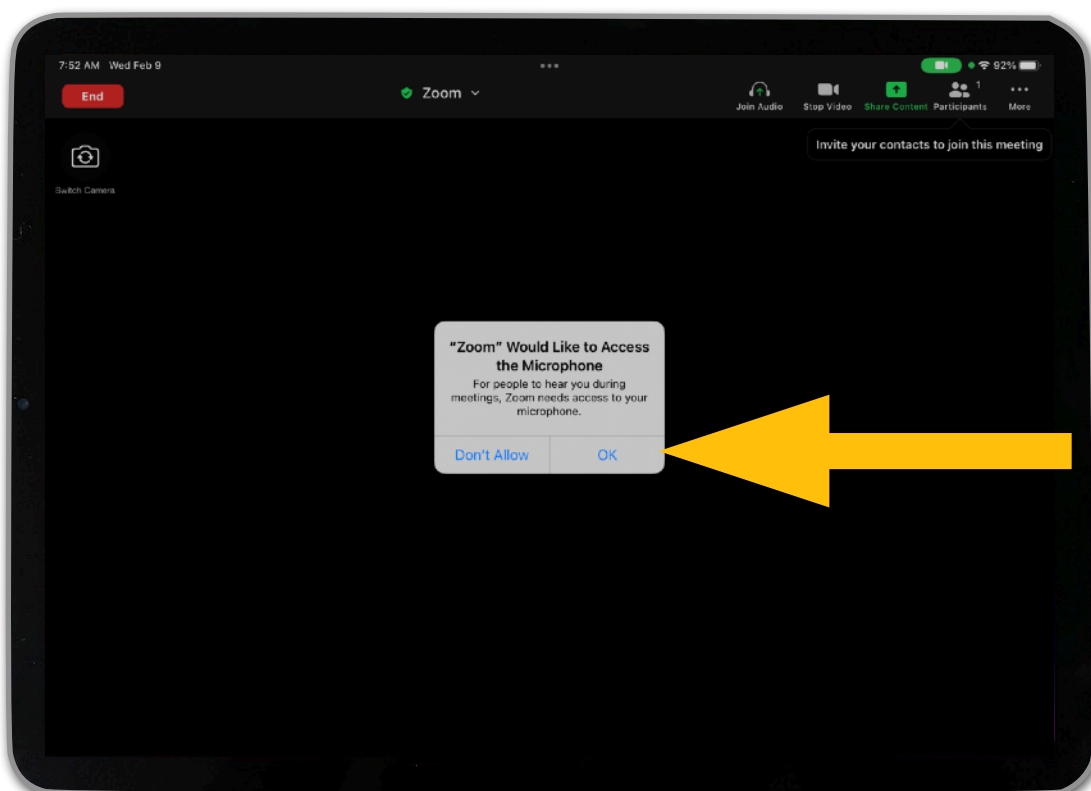 7:52 AM Wed Feb 9
92%
End
Zoom
Join Audio
Stop Video
Share Content
Participants
1
More
Invite your contacts to join this meeting
Switch Camera
"Zoom" Would Like to Access
the Microphone
For people to hear you during
meetings, Zoom needs access to your
microphone.
Don't Allow
OK